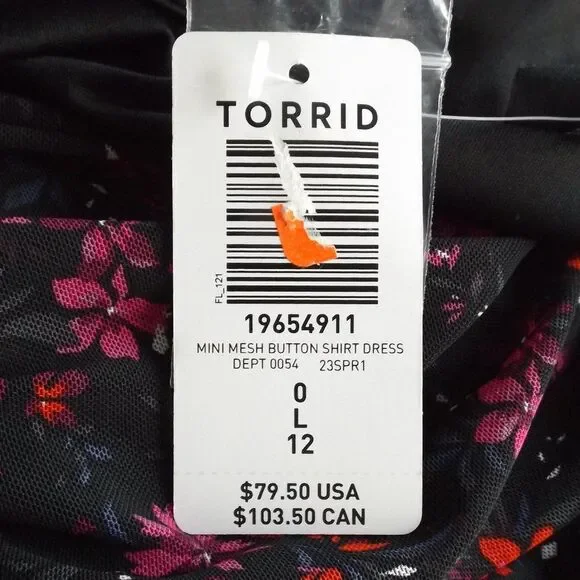 TORRID
FL_121
19654911
MINI MESH BUTTON SHIRT DRESS
DEPT 0054 23SPR1
0
L
12
$79.50 USA
$103.50 CAN